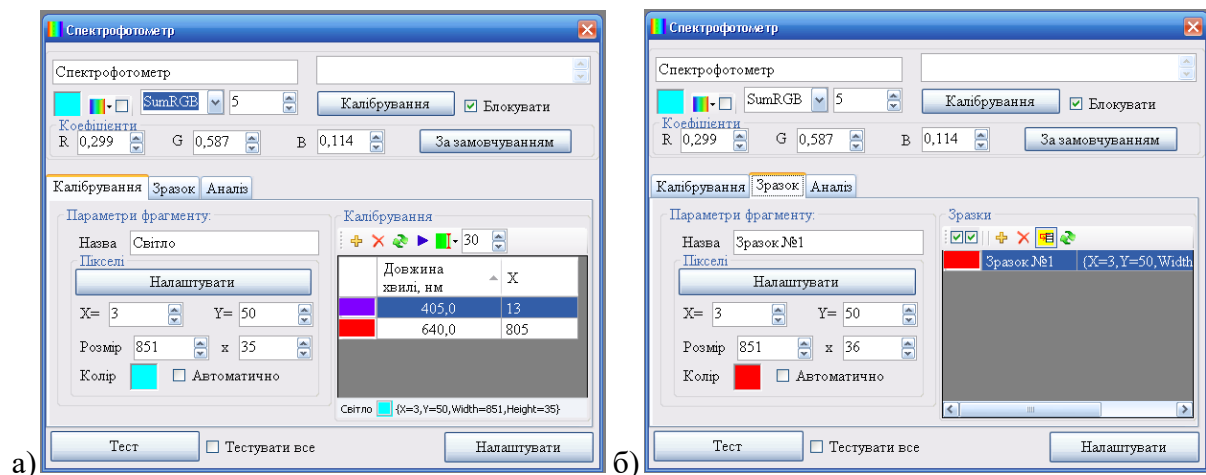 Спектрофотометр
Спектрофотометр
SumRGB 5 Калібрування Блокувати
Коефіцієнти
R 0,299 G 0,587 B 0,114 За замовчуванням
Калібрування Зразок Аналіз
Параметри фрагменту:
Назва Світло
Пікселі
Налаштувати
X= 3 Y= 50
Розмір 851 x 35
Колір Автоматично
Калібрування
30
Довжина хвилі, нм X
405,0 13
640,0 805
Світло {X=3,Y=50,Width=851,Height=35}
Тест Тестувати все Налаштувати
а)
Спектрофотометр
Спектрофотометр
SumRGB 5 Калібрування Блокувати
Коефіцієнти
R 0,299 G 0,587 B 0,114 За замовчуванням
Калібрування Зразок Аналіз
Параметри фрагменту:
Назва Зразок №1
Пікселі
Налаштувати
X= 3 Y= 50
Розмір 851 x 36
Колір Автоматично
Зразки
Зразок №1 {X=3,Y=50,Width
Тест Тестувати все Налаштувати
б)